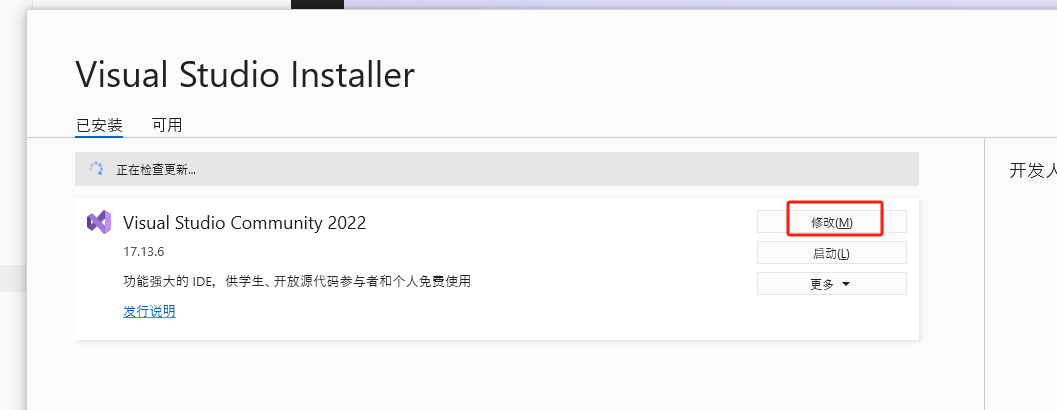 Visual Studio Installer
已安装 可用
正在检查更新...
开发人
Visual Studio Community 2022
修改(M)
17.13.6
启动(L)
功能强大的 IDE，供学生、开放源代码参与者和个人免费使用
更多
发行说明